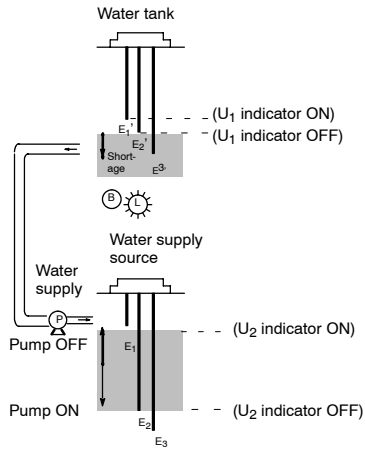 Water tank
(U1 indicator ON)
E1'
(U1 indicator OFF)
E2'
Short-
age
E3'
B
L
Water supply
source
Water
supply
P
(U2 indicator ON)
Pump OFF
E1
Pump ON
(U2 indicator OFF)
E2
E3